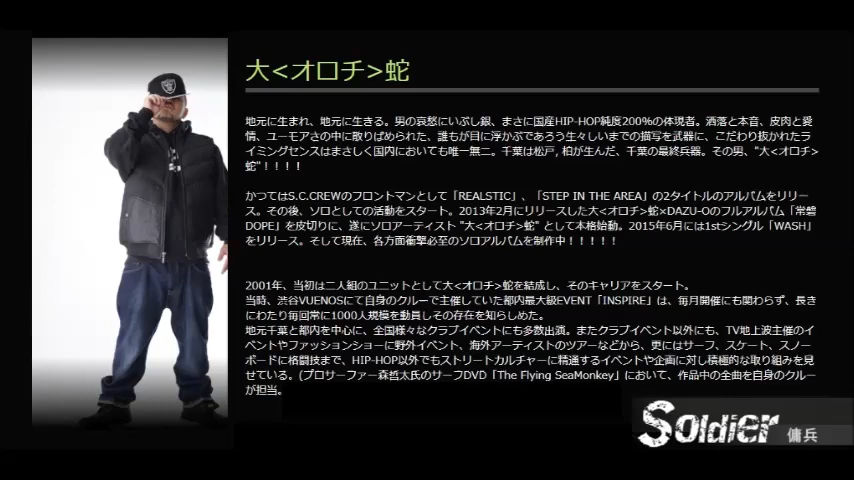 大<オロチ>蛇
地元に生まれ、地元に生きる。男の哀愁にいぶし銀、まさに国産HIP-HOP純度200%の体現者。洒落と本音、皮肉と愛
情、ユーモアさの中に散りばめられた、誰もが目に浮かぶであろう生々しいまでの描写を武器に、こだわり抜かれたラ
イミングセンスはまさしく国内においても唯一無二。千葉は松戸, 柏が生んだ、千葉の最終兵器。その男、"大<オロチ>
蛇"！！！！
かつてはS.C.CREWのフロントマンとして「REALSTIC」、「STEP IN THE AREA」の2タイトルのアルバムをリリー
ス。その後、ソロとしての活動をスタート。2013年2月にリリースした大<オロチ>蛇×DAZU-Oのフルアルバム「常磐
DOPE」を皮切りに、遂にソロアーティスト "大<オロチ>蛇" として本格始動。2015年6月には1stシングル「WASH」
をリリース。そして現在、各方面衝撃必至のソロアルバムを制作中！！！！！
2001年、当初は二人組のユニットとして大<オロチ>蛇を結成し、そのキャリアをスタート。
当時、渋谷VUENOSにて自身のクルーで主催していた都内最大級EVENT「INSPIRE」は、毎月開催にも関わらず、長き
にわたり毎回常に1000人規模を動員しその存在を知らしめた。
地元千葉と都内を中心に、全国様々なクラブイベントにも多数出演。またクラブイベント以外にも、TV地上波主催のイ
ベントやファッションショーに野外イベント、海外アーティストのツアーなどから、更にはサーフ、スケート、スノー
ボードに格闘技まで、HIP-HOP以外でもストリートカルチャーに精通するイベントや企画に対し積極的な取り組みを見
せている。(プロサーファー森哲太氏のサーフDVD「The Flying SeaMonkey」において、作品中の全曲を自身のクルー
が担当。
Soldier 傭兵